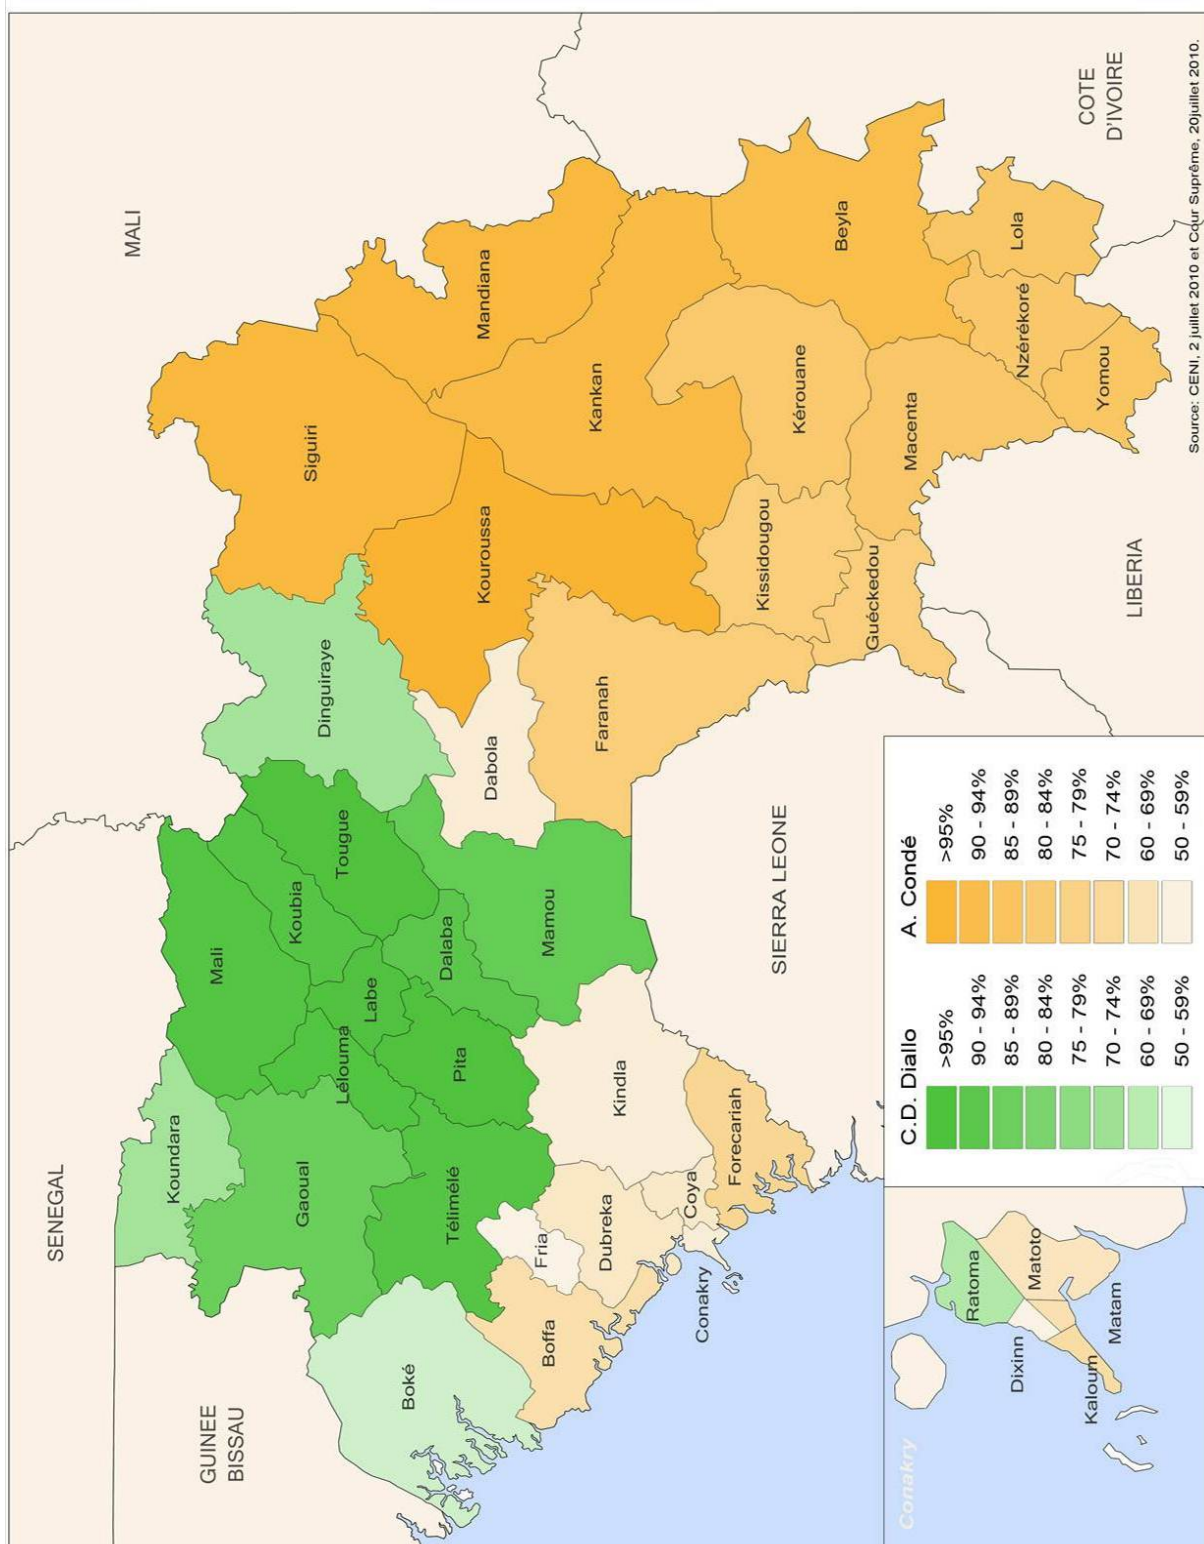 SENEGAL
MALI
GUINEE
BISSAU
COTE
D'IVOIRE
SIERRA LEONE
LIBERIA
Koundara
Mali
Gaoual
Koubia
Tougue
Lélouma
Labe
Dinguiraye
Siguiri
Boké
Télimélé
Pita
Dalaba
Mamou
Dabola
Kouroussa
Mandiana
Boffa
Fria
Dubreka
Kindla
Coya
Forecariah
Conakry
Faranah
Kankan
Kissidougou
Kérouane
Beyla
Guéckedou
Macenta
Nzérékoré
Lola
Yomou
Conakry
Ratoma
Matoto
Dixinn
Matam
Kaloum
C.D. Diallo
>95%
90 - 94%
85 - 89%
80 - 84%
75 - 79%
70 - 74%
60 - 69%
50 - 59%
A. Condé
>95%
90 - 94%
85 - 89%
80 - 84%
75 - 79%
70 - 74%
60 - 69%
50 - 59%
Source: CENI, 2 juillet 2010 et Cour Suprême, 20juillet 2010.